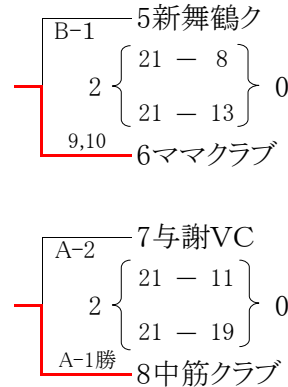 5新舞鶴ク
B-1
21 － 8
2 { } 0
21 － 13
9,10
6ママクラブ
7与謝VC
A-2
21 － 11
2 { } 0
21 － 19
A-1勝
8中筋クラブ